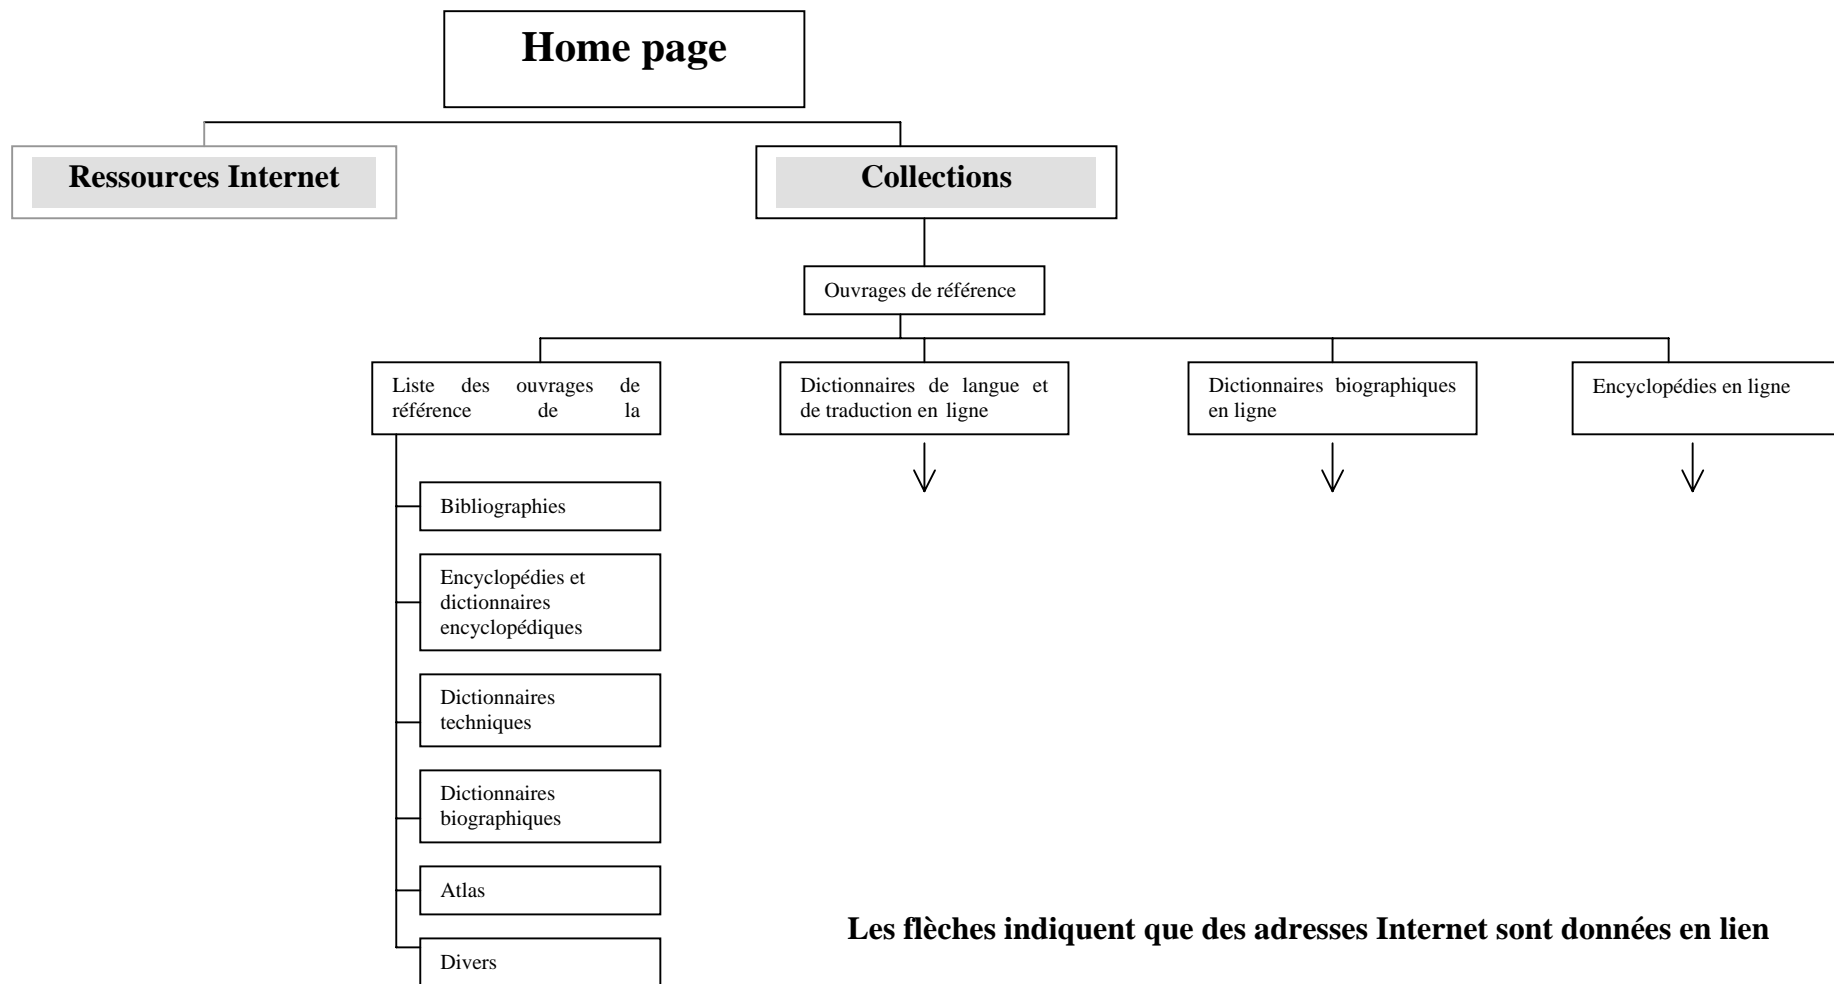 Home page
Ressources Internet
Collections
Ouvrages de référence
Liste des ouvrages de
référence de la
Dictionnaires de langue et
de traduction en ligne
Dictionnaires biographiques
en ligne
Encyclopédies en ligne
Bibliographies
Encyclopédies et
dictionnaires
encyclopédiques
Dictionnaires
techniques
Dictionnaires
biographiques
Atlas
Divers
Les flèches indiquent que des adresses Internet sont données en lien